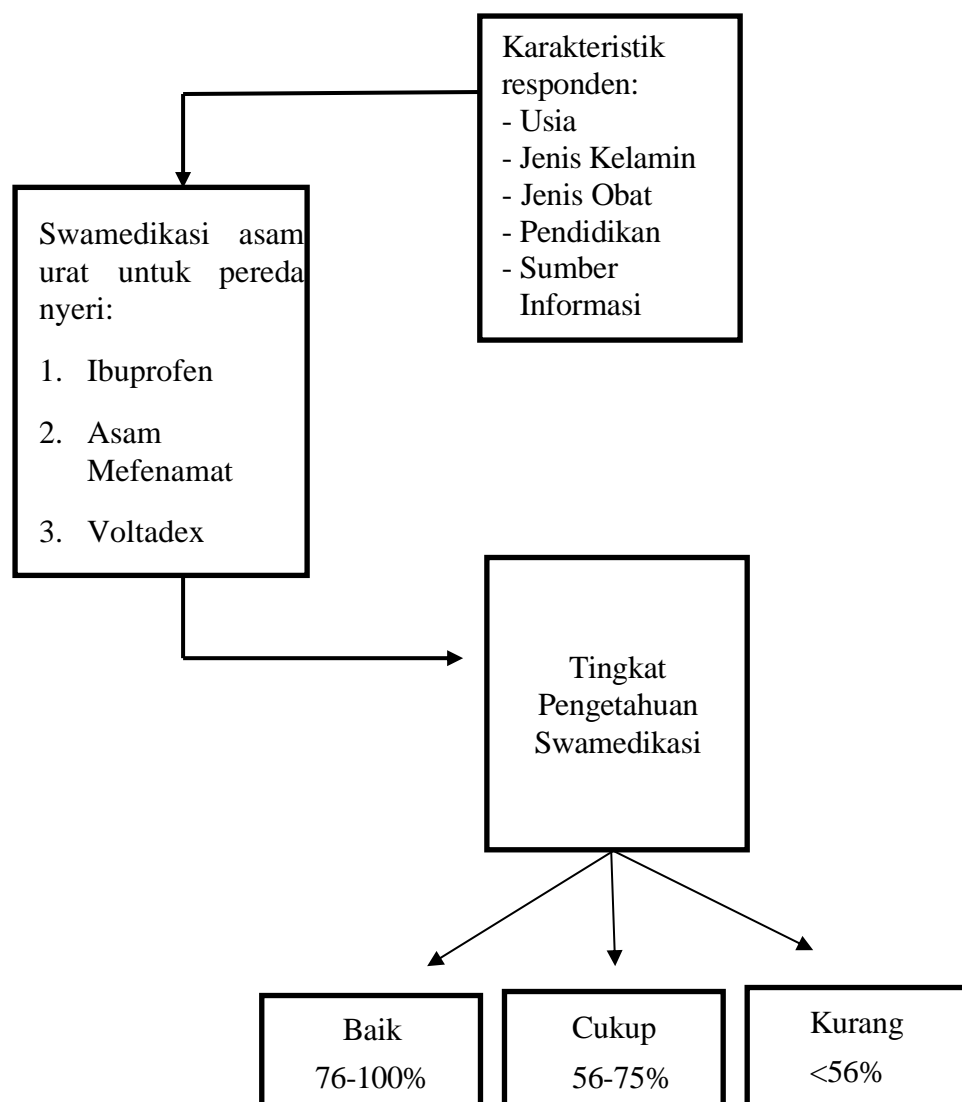 Karakteristik
responden:
- Usia
- Jenis Kelamin
- Jenis Obat
- Pendidikan
- Sumber
Informasi
Swamedikasi asam
urat untuk pereda
nyeri:
1. Ibuprofen
2. Asam
Mefenamat
3. Voltadex
Tingkat
Pengetahuan
Swamedikasi
Baik
76-100%
Cukup
56-75%
Kurang
<56%